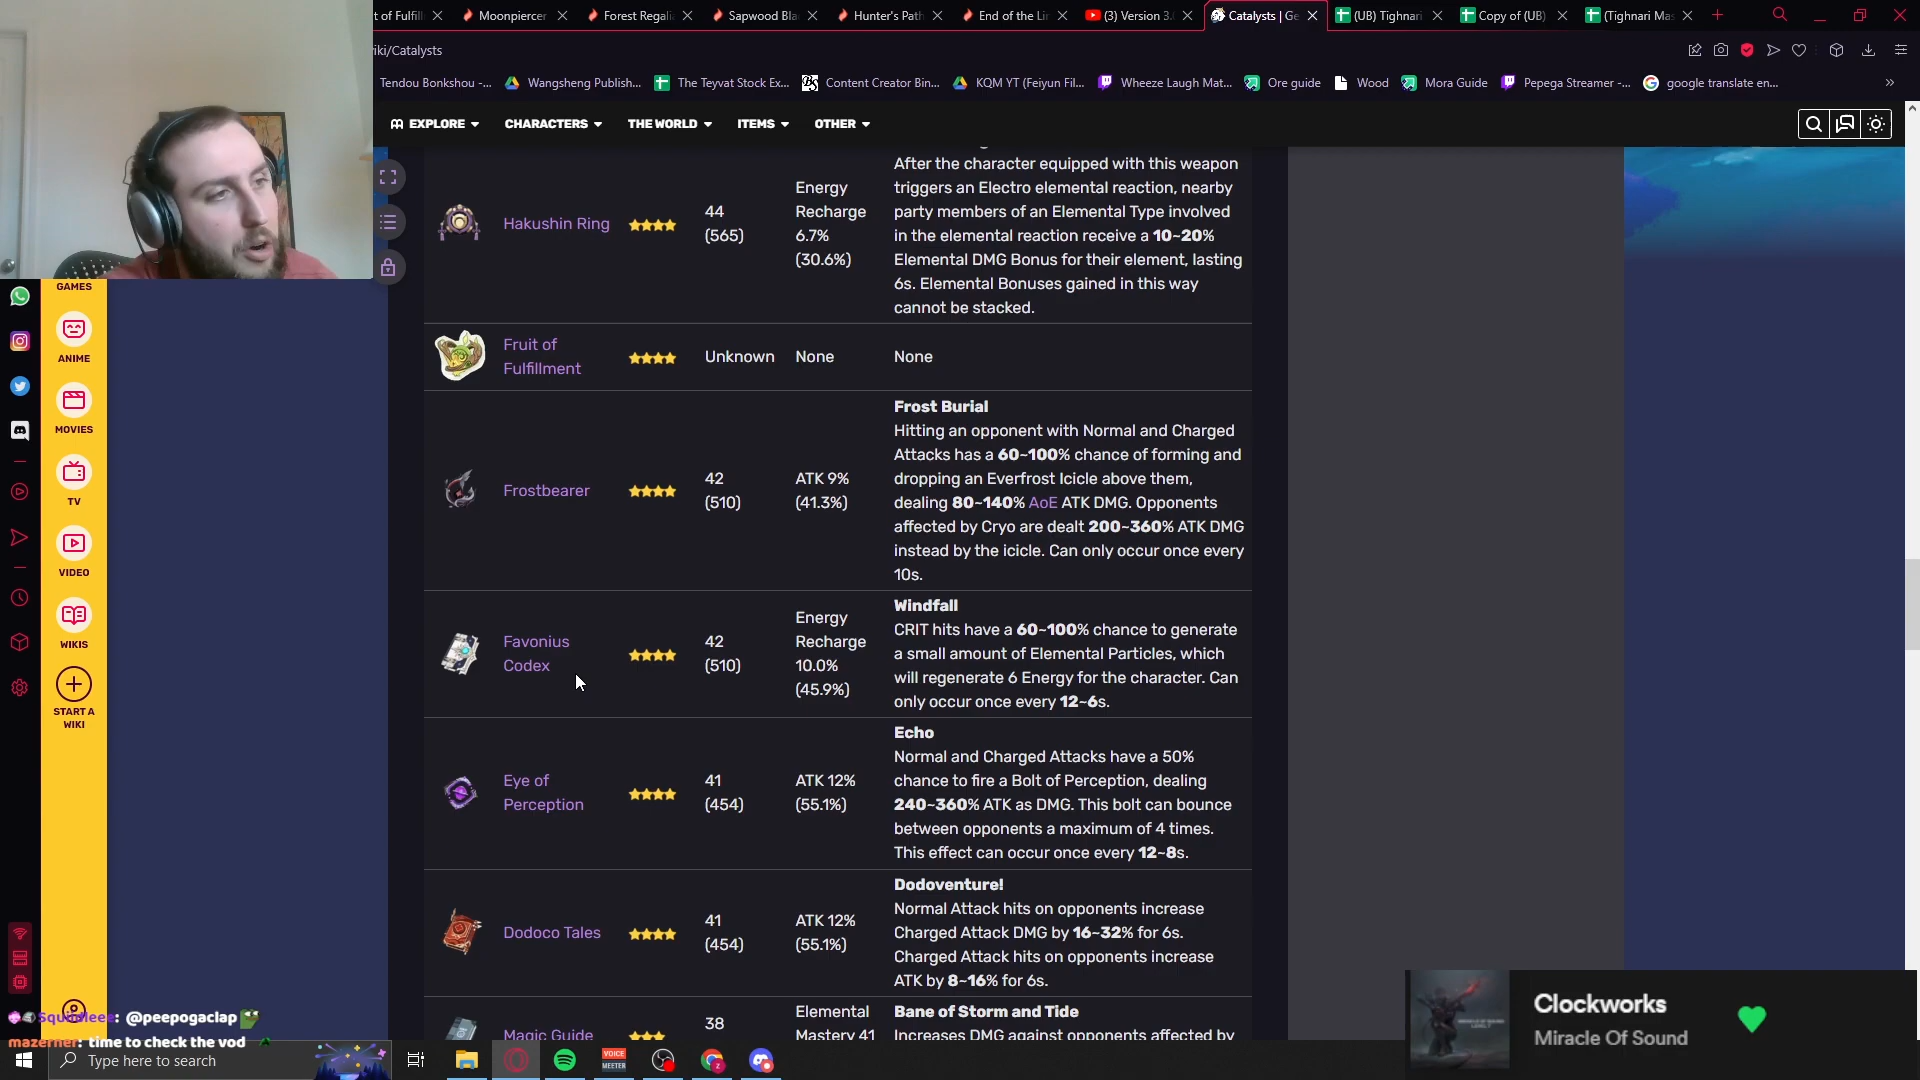 t of Fulfill
Moonpiercer
Forest Regali
Sapwood Bla
Hunter's Path
End of the Lin
(3) Version 3.
Catalysts | Ge
(UB) Tighnari
Copy of (UB)
(Tighnari Mas
iki/Catalysts
Tendou Bonkshou -...
Wangsheng Publish...
The Teyvat Stock Ex...
Content Creator Bin...
KQM YT (Feiyun Fil...
Wheeze Laugh Mat...
Ore guide
Wood
Mora Guide
Pepega Streamer -...
google translate en...
EXPLORE
CHARACTERS
THE WORLD
ITEMS
OTHER
GAMES
ANIME
MOVIES
TV
VIDEO
WIKIS
START A
WIKI
Hakushin Ring
44
(565)
Energy
Recharge
6.7%
(30.6%)
After the character equipped with this weapon
triggers an Electro elemental reaction, nearby
party members of an Elemental Type involved
in the elemental reaction receive a 10~20%
Elemental DMG Bonus for their element, lasting
6s. Elemental Bonuses gained in this way
cannot be stacked.
Fruit of
Fulfillment
Unknown
None
None
Frostbearer
42
(510)
ATK 9%
(41.3%)
Frost Burial
Hitting an opponent with Normal and Charged
Attacks has a 60~100% chance of forming and
dropping an Everfrost Icicle above them,
dealing 80~140% AoE ATK DMG. Opponents
affected by Cryo are dealt 200~360% ATK DMG
instead by the icicle. Can only occur once every
10s.
Favonius
Codex
42
(510)
Energy
Recharge
10.0%
(45.9%)
Windfall
CRIT hits have a 60~100% chance to generate
a small amount of Elemental Particles, which
will regenerate 6 Energy for the character. Can
only occur once every 12~6s.
Eye of
Perception
41
(454)
ATK 12%
(55.1%)
Echo
Normal and Charged Attacks have a 50%
chance to fire a Bolt of Perception, dealing
240~360% ATK as DMG. This bolt can bounce
between opponents a maximum of 4 times.
This effect can occur once every 12~8s.
Dodoco Tales
41
(454)
ATK 12%
(55.1%)
Dodoventure!
Normal Attack hits on opponents increase
Charged Attack DMG by 16~32% for 6s.
Charged Attack hits on opponents increase
ATK by 8~16% for 6s.
Magic Guide
38
Elemental
Mastery 41
Bane of Storm and Tide
Increases DMG against opponents affected by
: @peepogaclap
mazerner: time to check the vod
Type here to search
VOICE
MEETER
Clockworks
Miracle Of Sound